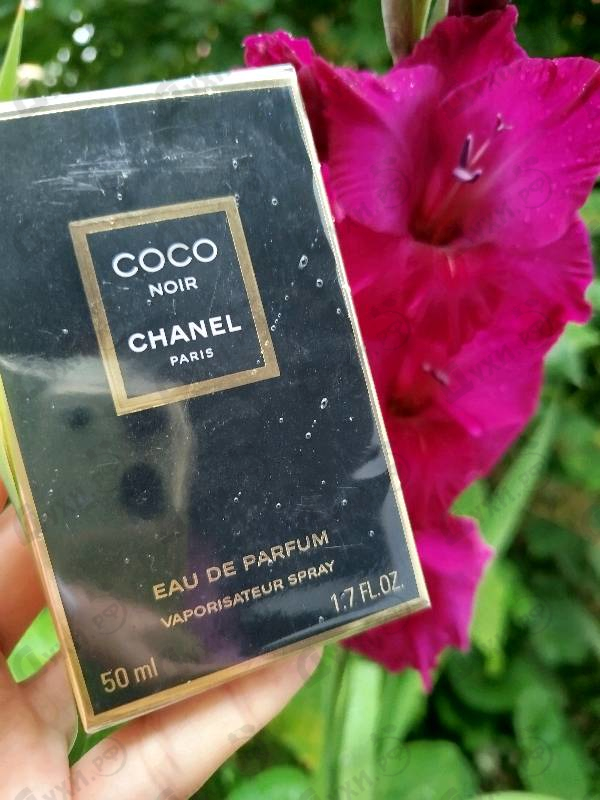 COCO
NOIR
CHANEL
PARIS
EAU DE PARFUM
VAPORISATEUR SPRAY
1.7 FL.OZ.
50 ml